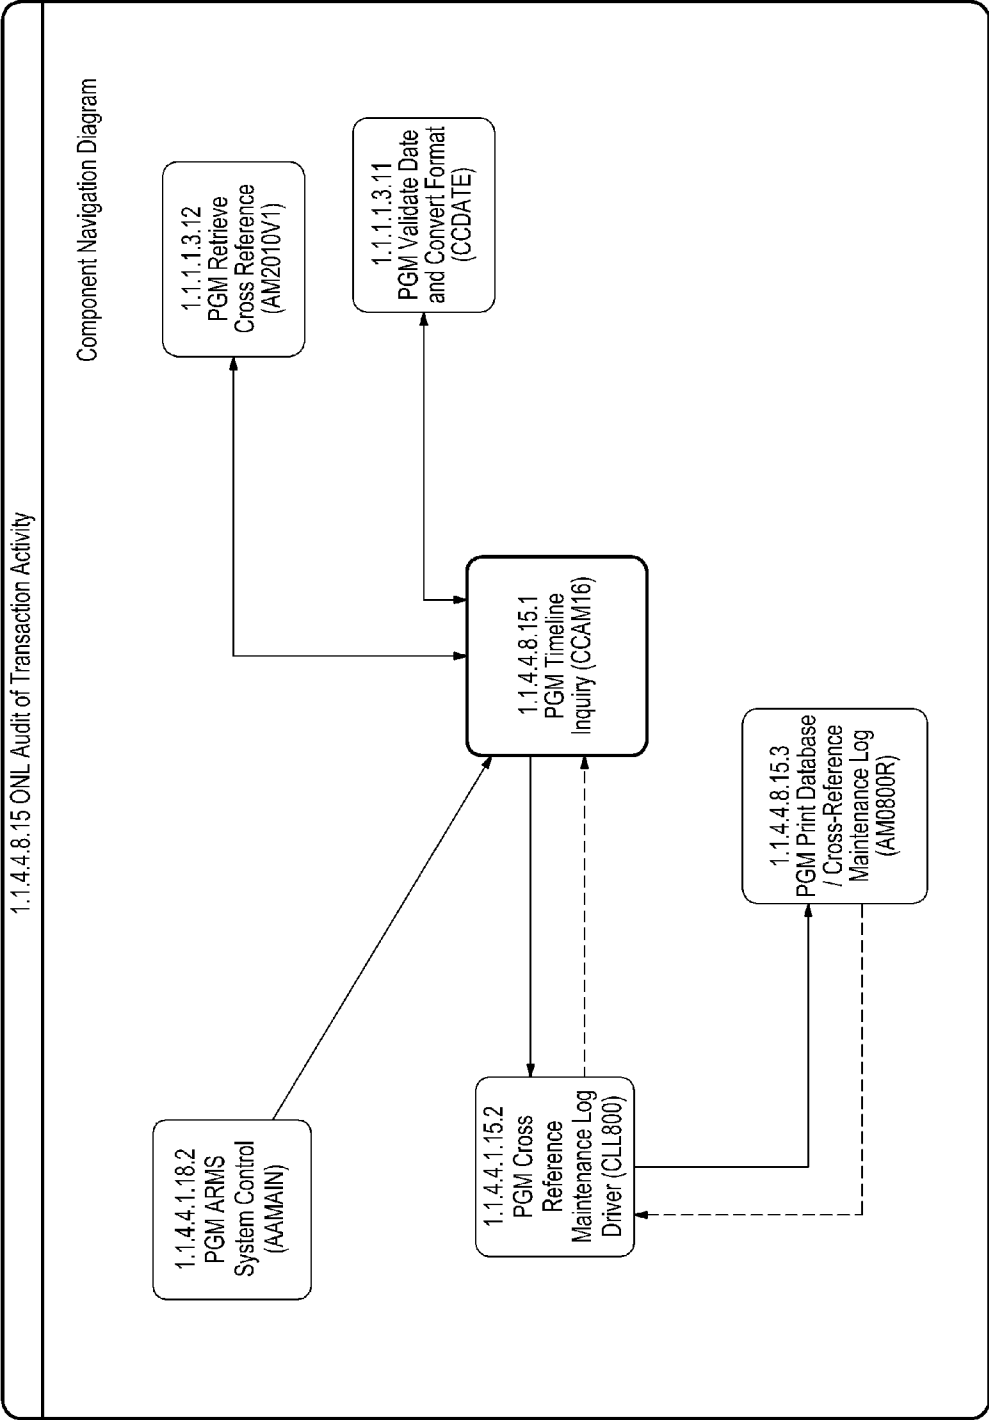 1.1.4.4.8.15 ONL Audit of Transaction Activity
Component Navigation Diagram
1.1.4.4.1.18.2
PGM ARMS
System Control
(AAMAIN)
1.1.1.1.3.12
PGM Retrieve
Cross Reference
(AM2010V1)
1.1.1.1.3.11
PGM Validate Date
and Convert Format
(CCDATE)
1.1.4.4.1.15.2
PGM Cross
Reference
Maintenance Log
Driver (CLL800)
1.1.4.4.8.15.1
PGM Timeline
Inquiry (CCAM16)
1.1.4.4.8.15.3
PGM Print Database
/ Cross-Reference
Maintenance Log
(AM0800R)